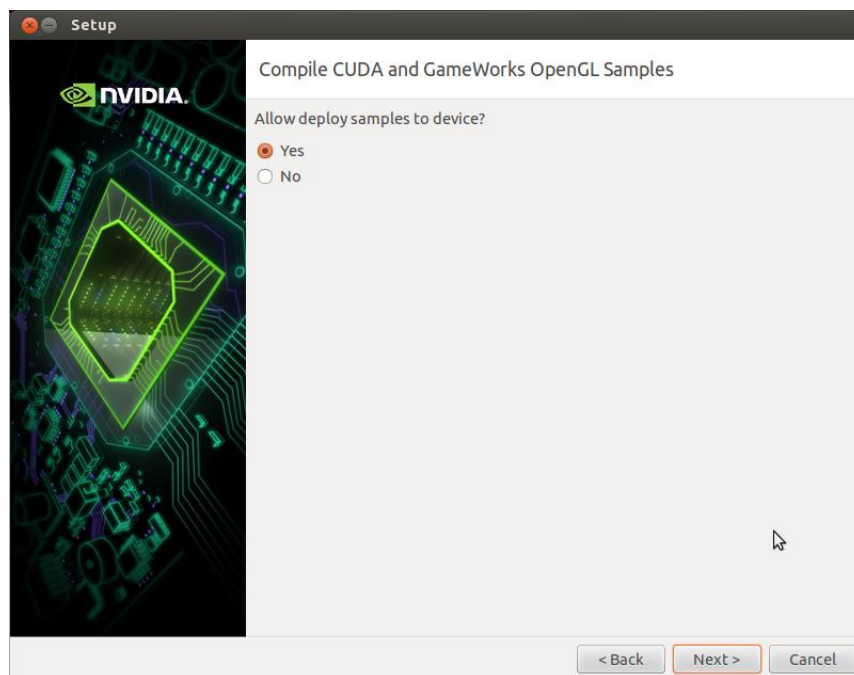 Setup
NVIDIA.
Compile CUDA and GameWorks OpenGL Samples
Allow deploy samples to device?
Yes
No
< Back
Next >
Cancel